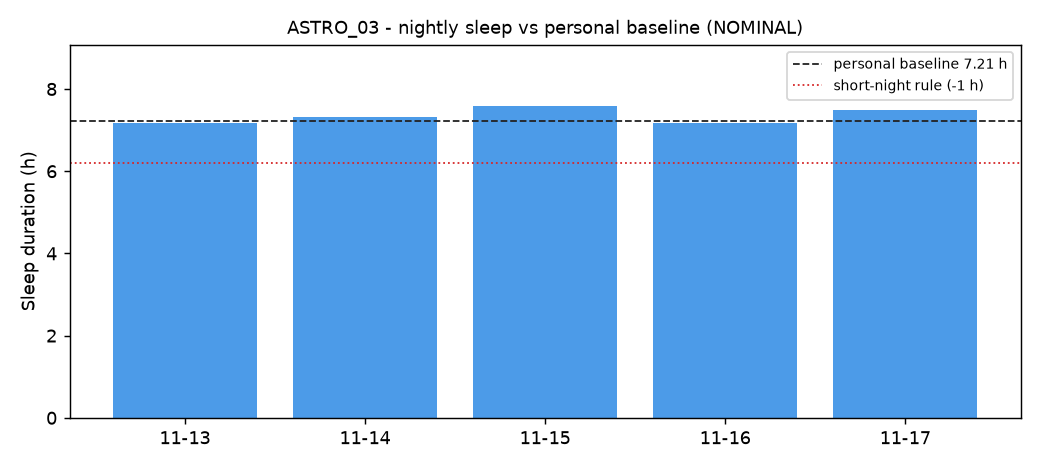 ASTRO_03 - nightly sleep vs personal baseline (NOMINAL)
personal baseline 7.21 h
short-night rule (-1 h)
Sleep duration (h)
8
6
4
2
0
11-13
11-14
11-15
11-16
11-17